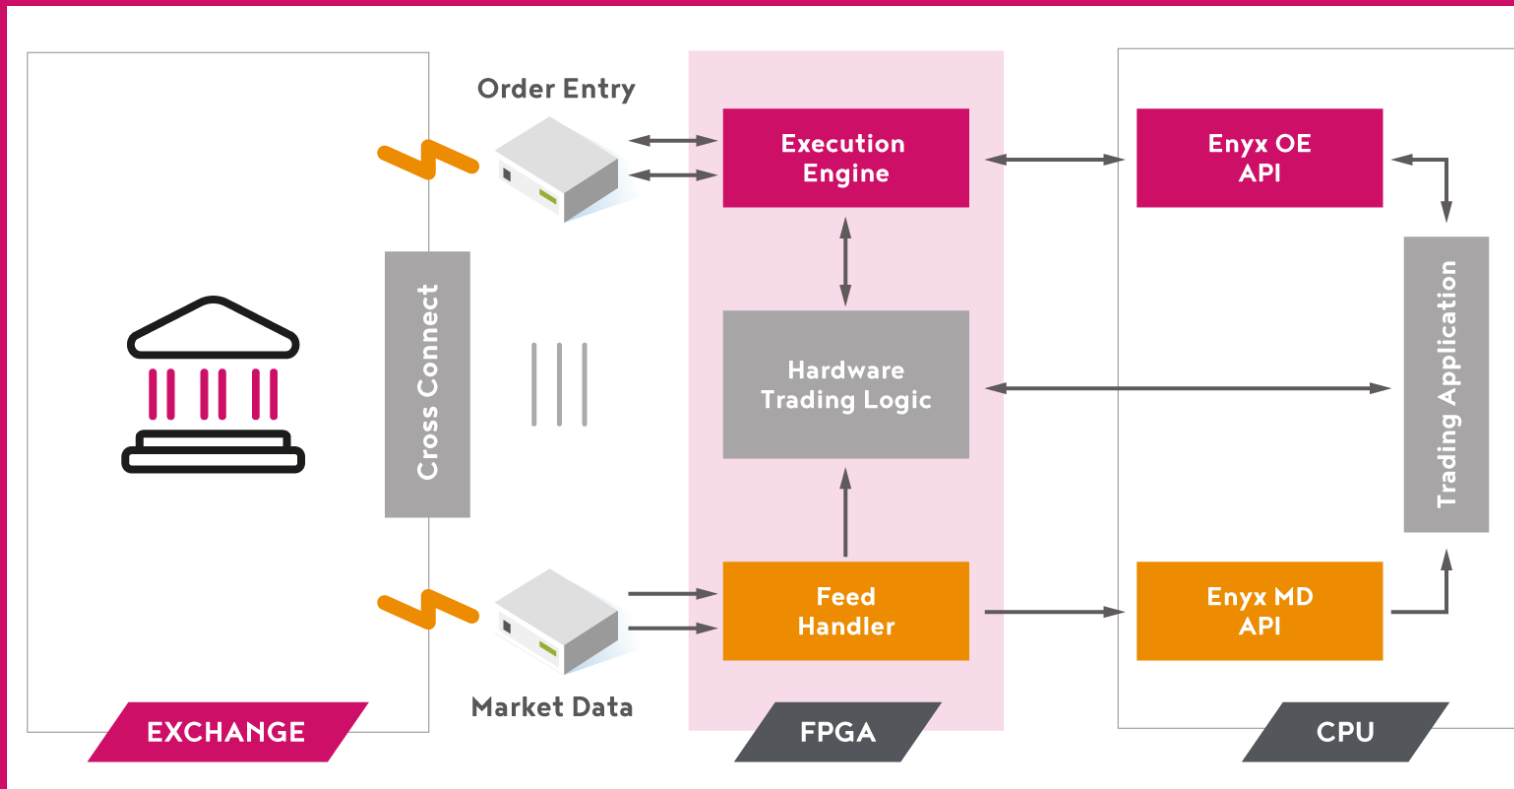 Order Entry
Execution
Engine
Enyx OE
API
Cross Connect
Hardware
Trading Logic
Trading Application
Feed
Handler
Enyx MD
API
Market Data
EXCHANGE
FPGA
CPU